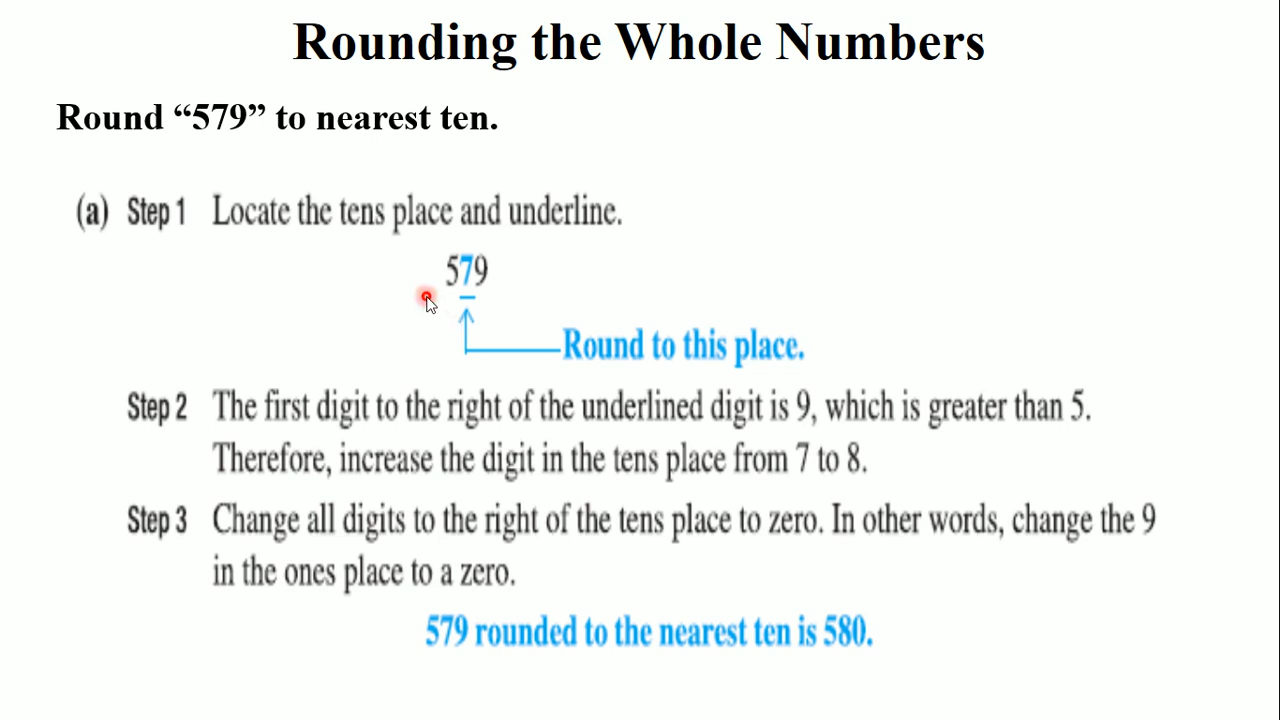 Rounding the Whole Numbers
Round “579” to nearest ten.
(a) Step 1 Locate the tens place and underline.
579
Round to this place.
Step 2 The first digit to the right of the underlined digit is 9, which is greater than 5.
Therefore, increase the digit in the tens place from 7 to 8.
Step 3 Change all digits to the right of the tens place to zero. In other words, change the 9
in the ones place to a zero.
579 rounded to the nearest ten is 580.